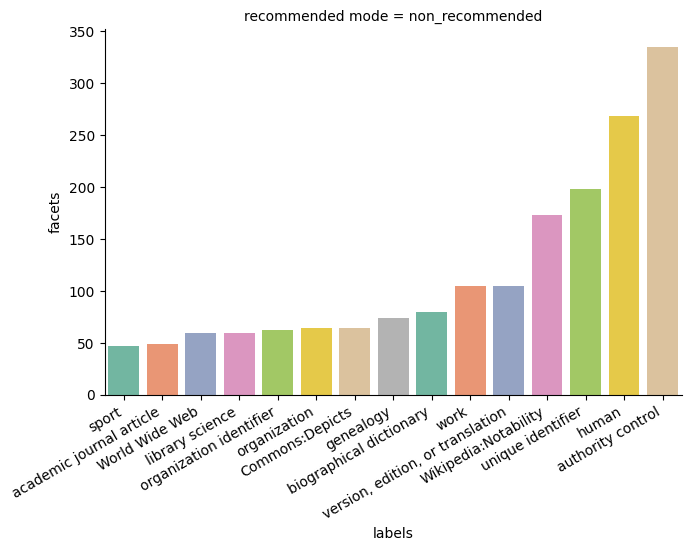 recommended mode = non_recommended
350
300
250
200
150
100
50
0
facets
sport
academic journal article
World Wide Web
library science
organization identifier
organization
Commons:Depicts
genealogy
biographical dictionary
work
version, edition, or translation
Wikipedia:Notability
unique identifier
human
authority control
labels